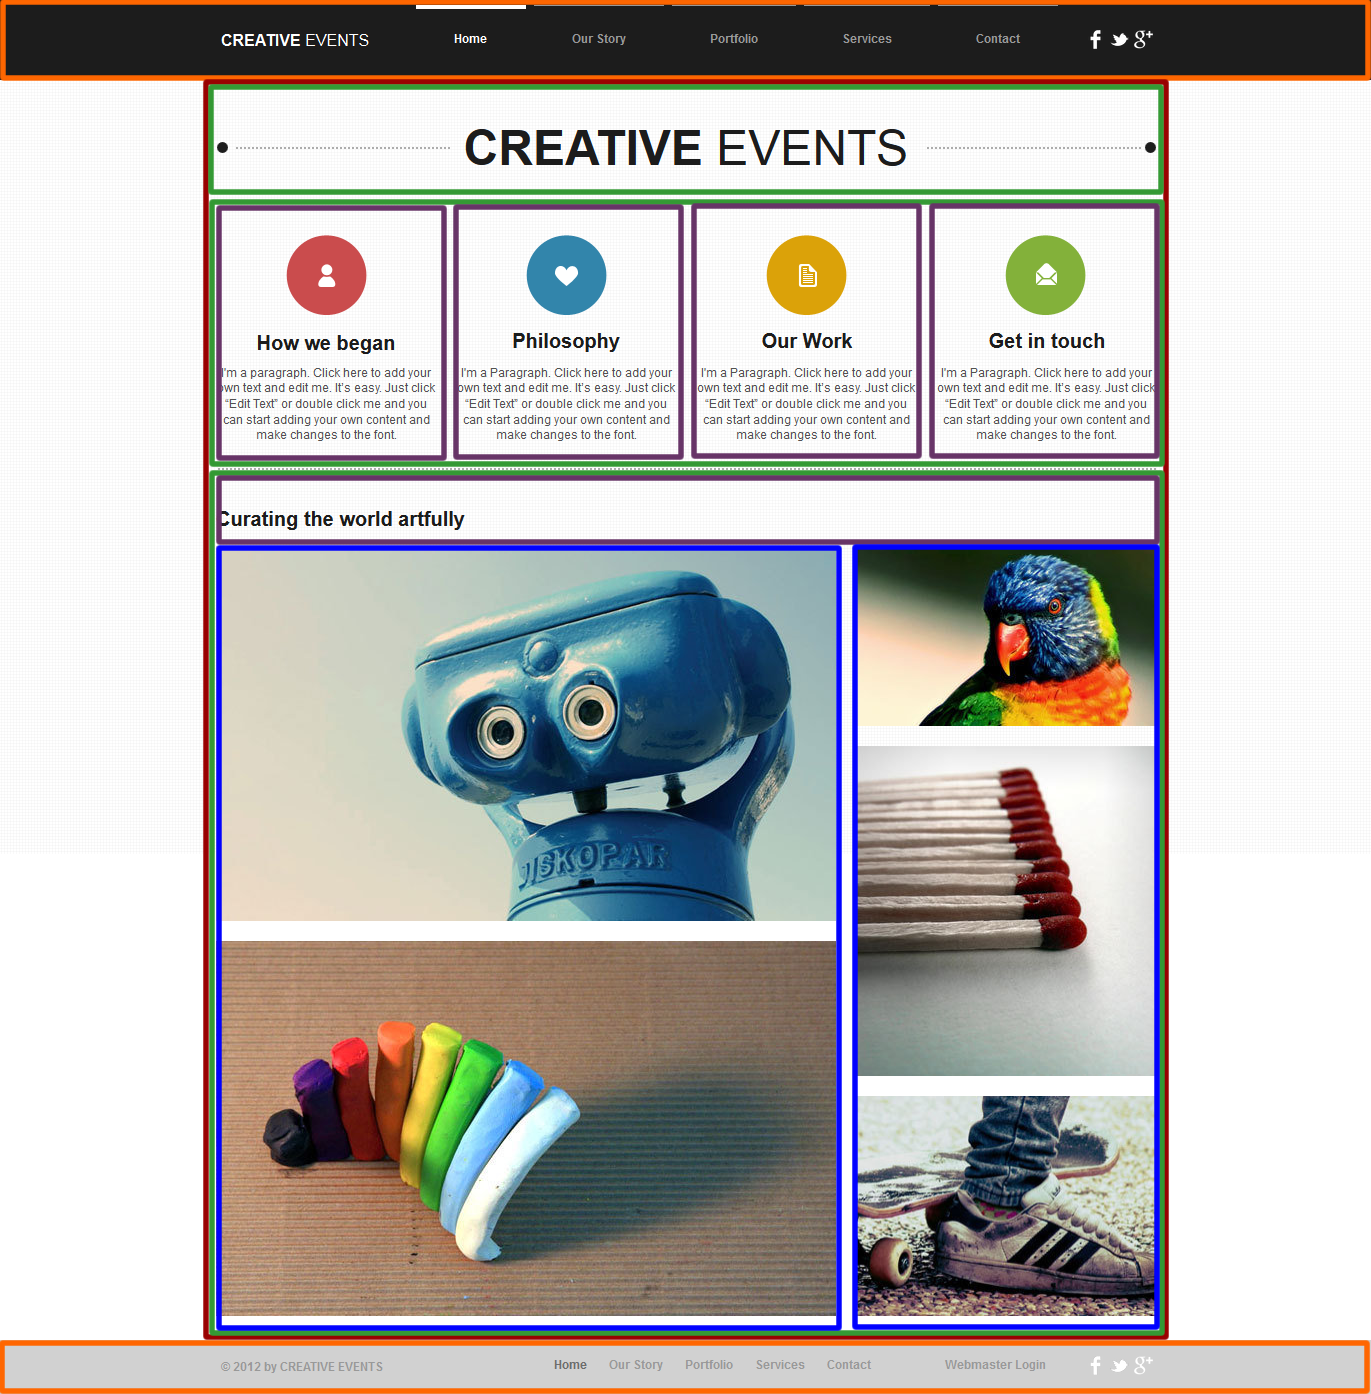 CREATIVE EVENTS
Home Our Story Portfolio Services Contact
CREATIVE EVENTS
How we began
I'm a paragraph. Click here to add your
own text and edit me. It's easy. Just click
“Edit Text” or double click me and you
can start adding your own content and
make changes to the font.
Philosophy
I'm a Paragraph. Click here to add your
own text and edit me. It's easy. Just click
“Edit Text” or double click me and you
can start adding your own content and
make changes to the font.
Our Work
I'm a Paragraph. Click here to add your
own text and edit me. It's easy. Just click
“Edit Text” or double click me and you
can start adding your own content and
make changes to the font.
Get in touch
I'm a Paragraph. Click here to add your
own text and edit me. It's easy. Just click
“Edit Text” or double click me and you
can start adding your own content and
make changes to the font.
Curating the world artfully
DISKOPAR
© 2012 by CREATIVE EVENTS
Home Our Story Portfolio Services Contact
Webmaster Login